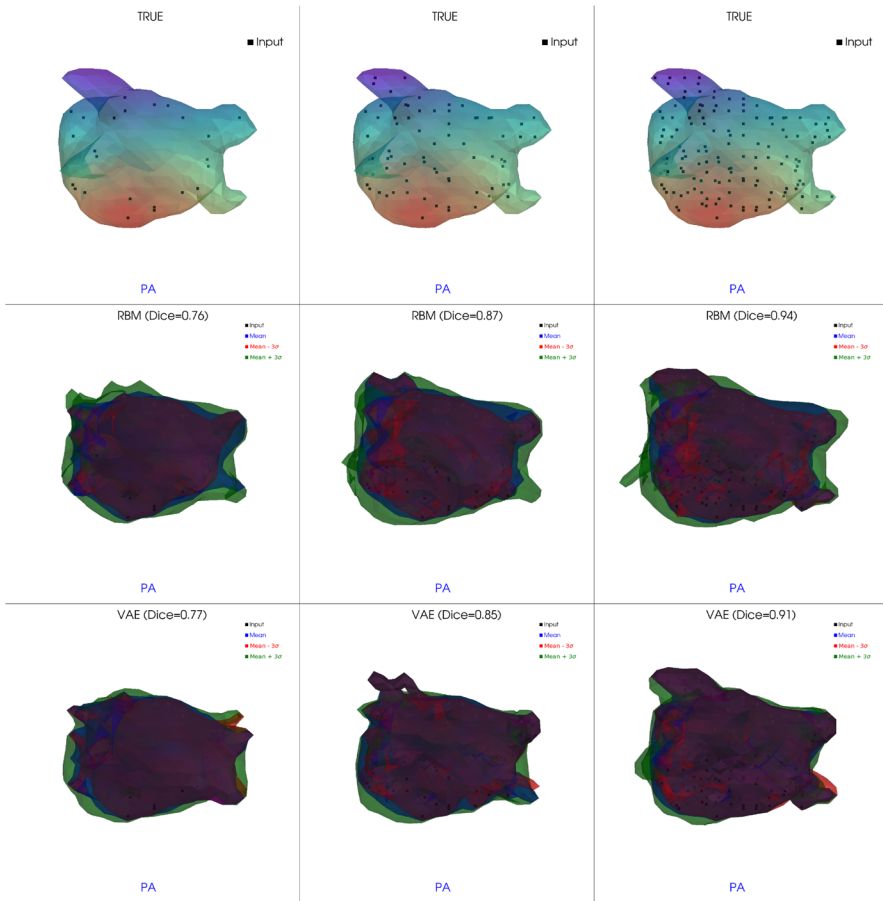 TRUE
Input
PA
TRUE
Input
PA
TRUE
Input
PA
RBM (Dice=0.76)
Input
Mean
Mean - 3σ
Mean + 3σ
PA
RBM (Dice=0.87)
Input
Mean
Mean - 3σ
Mean + 3σ
PA
RBM (Dice=0.94)
Input
Mean
Mean - 3σ
Mean + 3σ
PA
VAE (Dice=0.77)
Input
Mean
Mean - 3σ
Mean + 3σ
PA
VAE (Dice=0.85)
Input
Mean
Mean - 3σ
Mean + 3σ
PA
VAE (Dice=0.91)
Input
Mean
Mean - 3σ
Mean + 3σ
PA